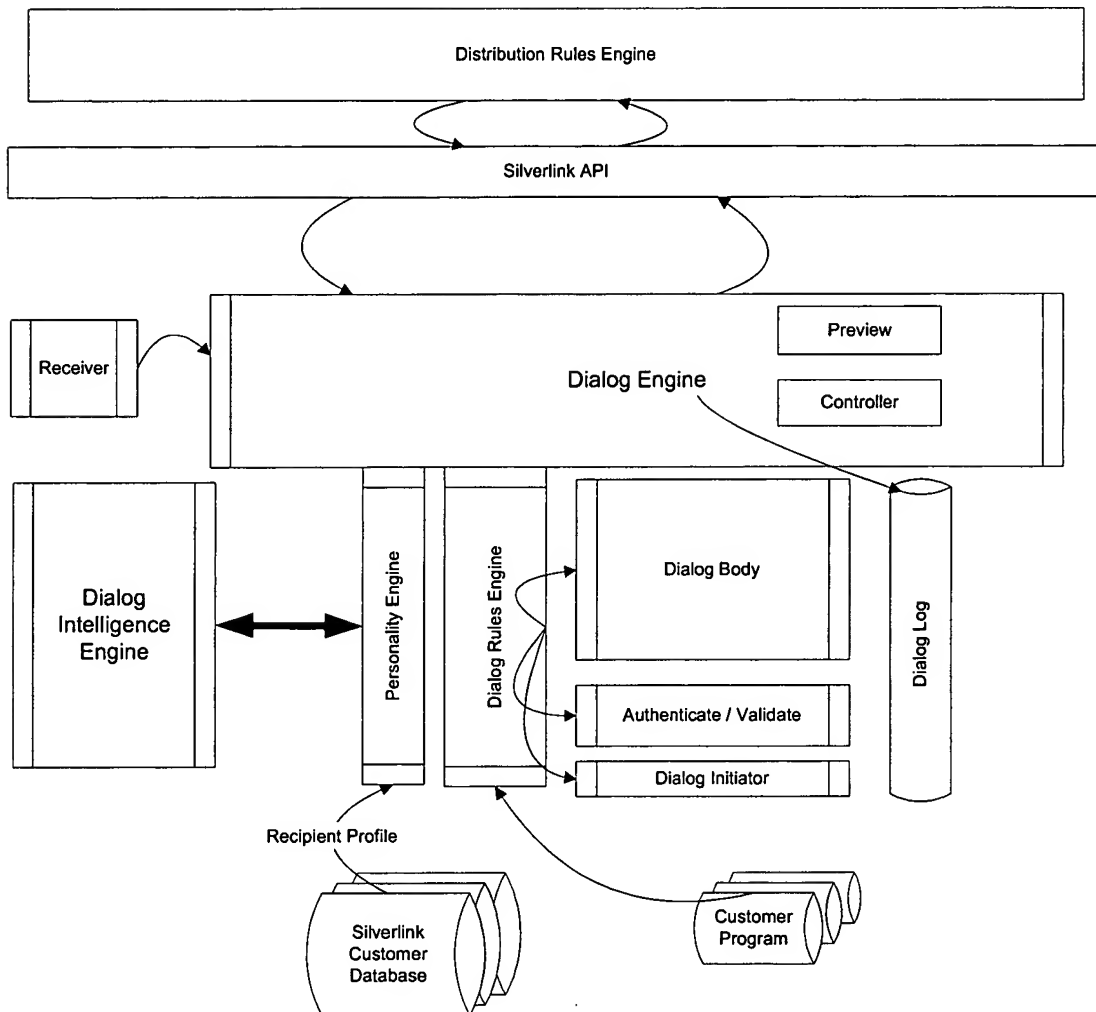 Distribution Rules Engine
Silverlink API
Preview
Receiver
Dialog Engine
Controller
Dialog
Intelligence
Engine
Personality Engine
Dialog Rules Engine
Dialog Body
Authenticate / Validate
Dialog Initiator
Dialog Log
Recipient Profile
Silverlink
Customer
Database
Customer
Program